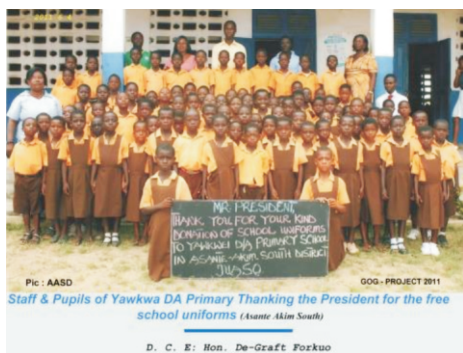 MR. PRESIDENT
THANK YOU FOR YOUR KIND
DONATION OF SCHOOL UNIFORMS
TO YAWKWEI D/A PRIMARY SCHOOL
IN ASANTE-AKIM SOUTH DISTRICT
JUASO
Pic : AASD
GOG - PROJECT 2011
Staff & Pupils of Yawkwa DA Primary Thanking the President for the free
school uniforms (Asante Akim South)
D. C. E: Hon. De-Graft Forkuo